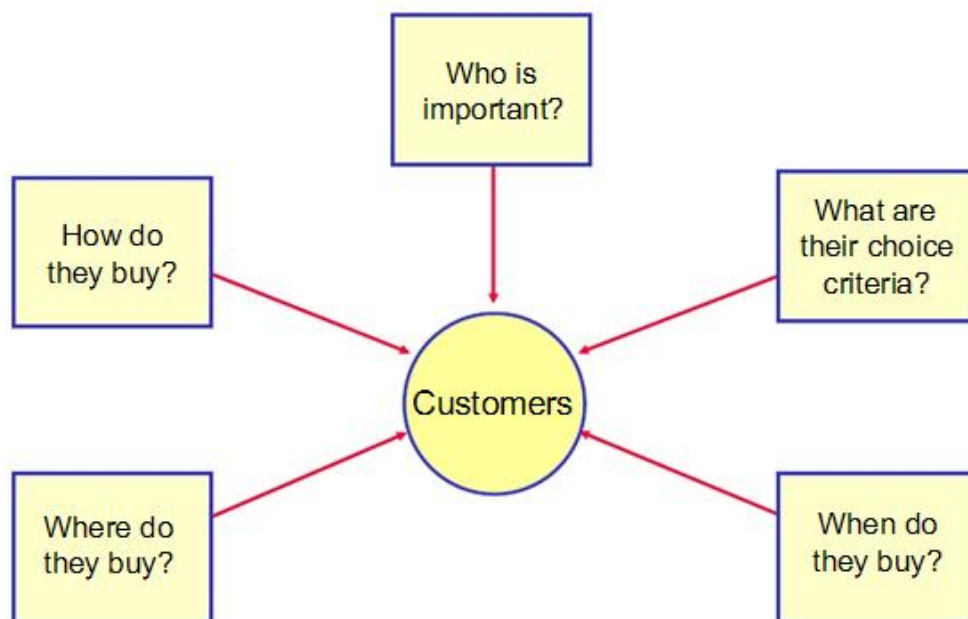 Who is
important?
How do
they buy?
What are
their choice
criteria?
Customers
Where do
they buy?
When do
they buy?